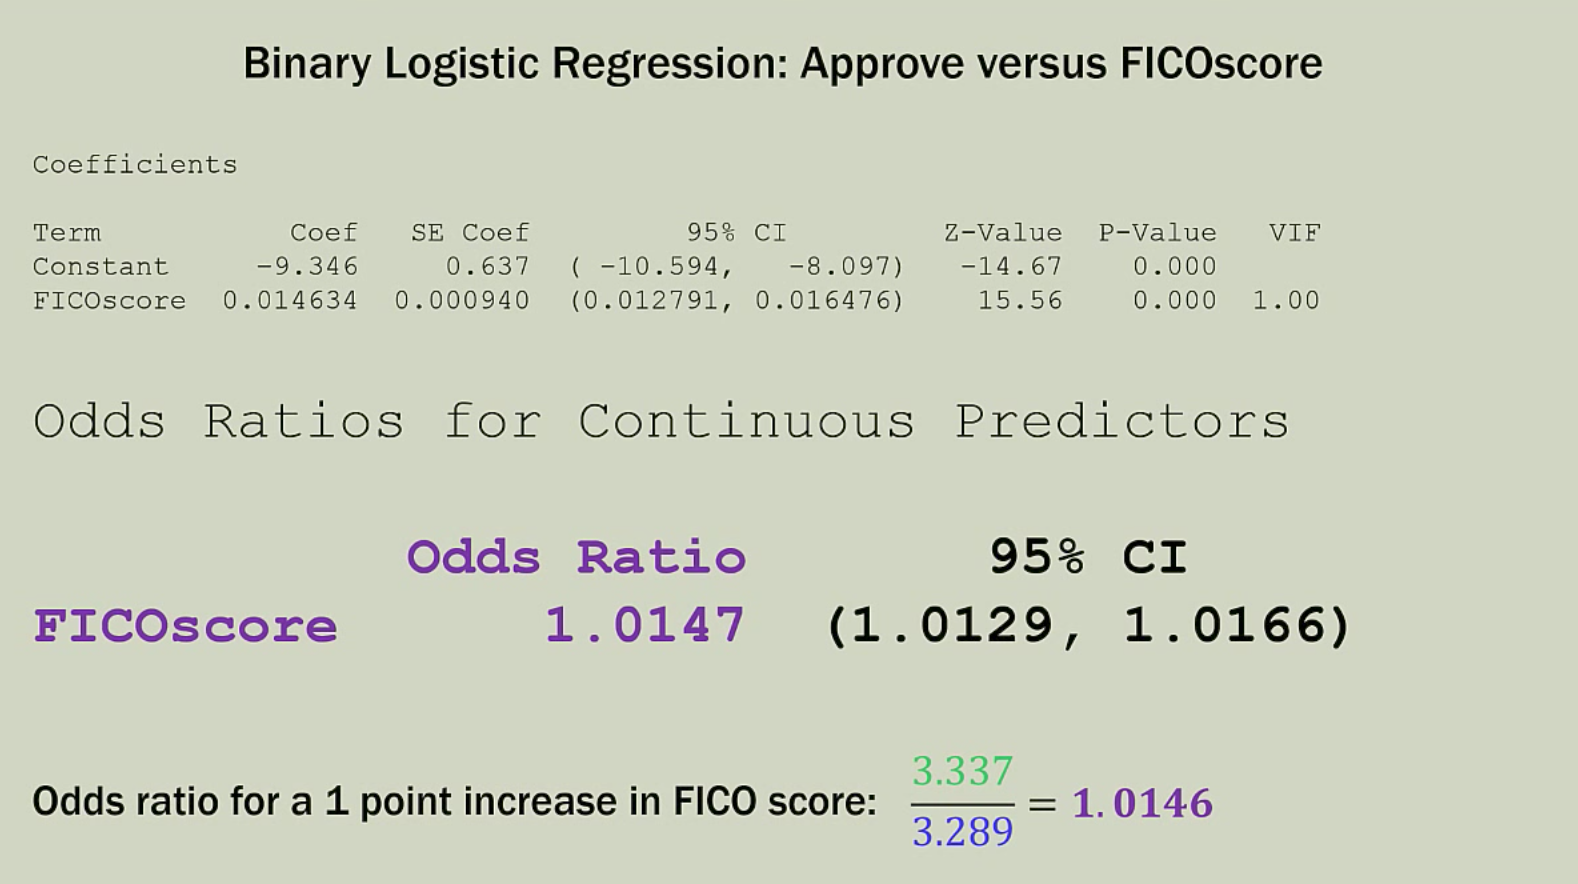 Binary Logistic Regression: Approve versus FICOscore
Coefficients
Term Coef SE Coef 95% CI Z-Value P-Value VIF
Constant -9.346 0.637 ( -10.594, -8.097) -14.67 0.000
FICOscore 0.014634 0.000940 (0.012791, 0.016476) 15.56 0.000 1.00
Odds Ratios for Continuous Predictors
Odds Ratio 95% CI
FICOscore 1.0147 (1.0129, 1.0166)
Odds ratio for a 1 point increase in FICO score: 3.337 / 3.289 = 1.0146